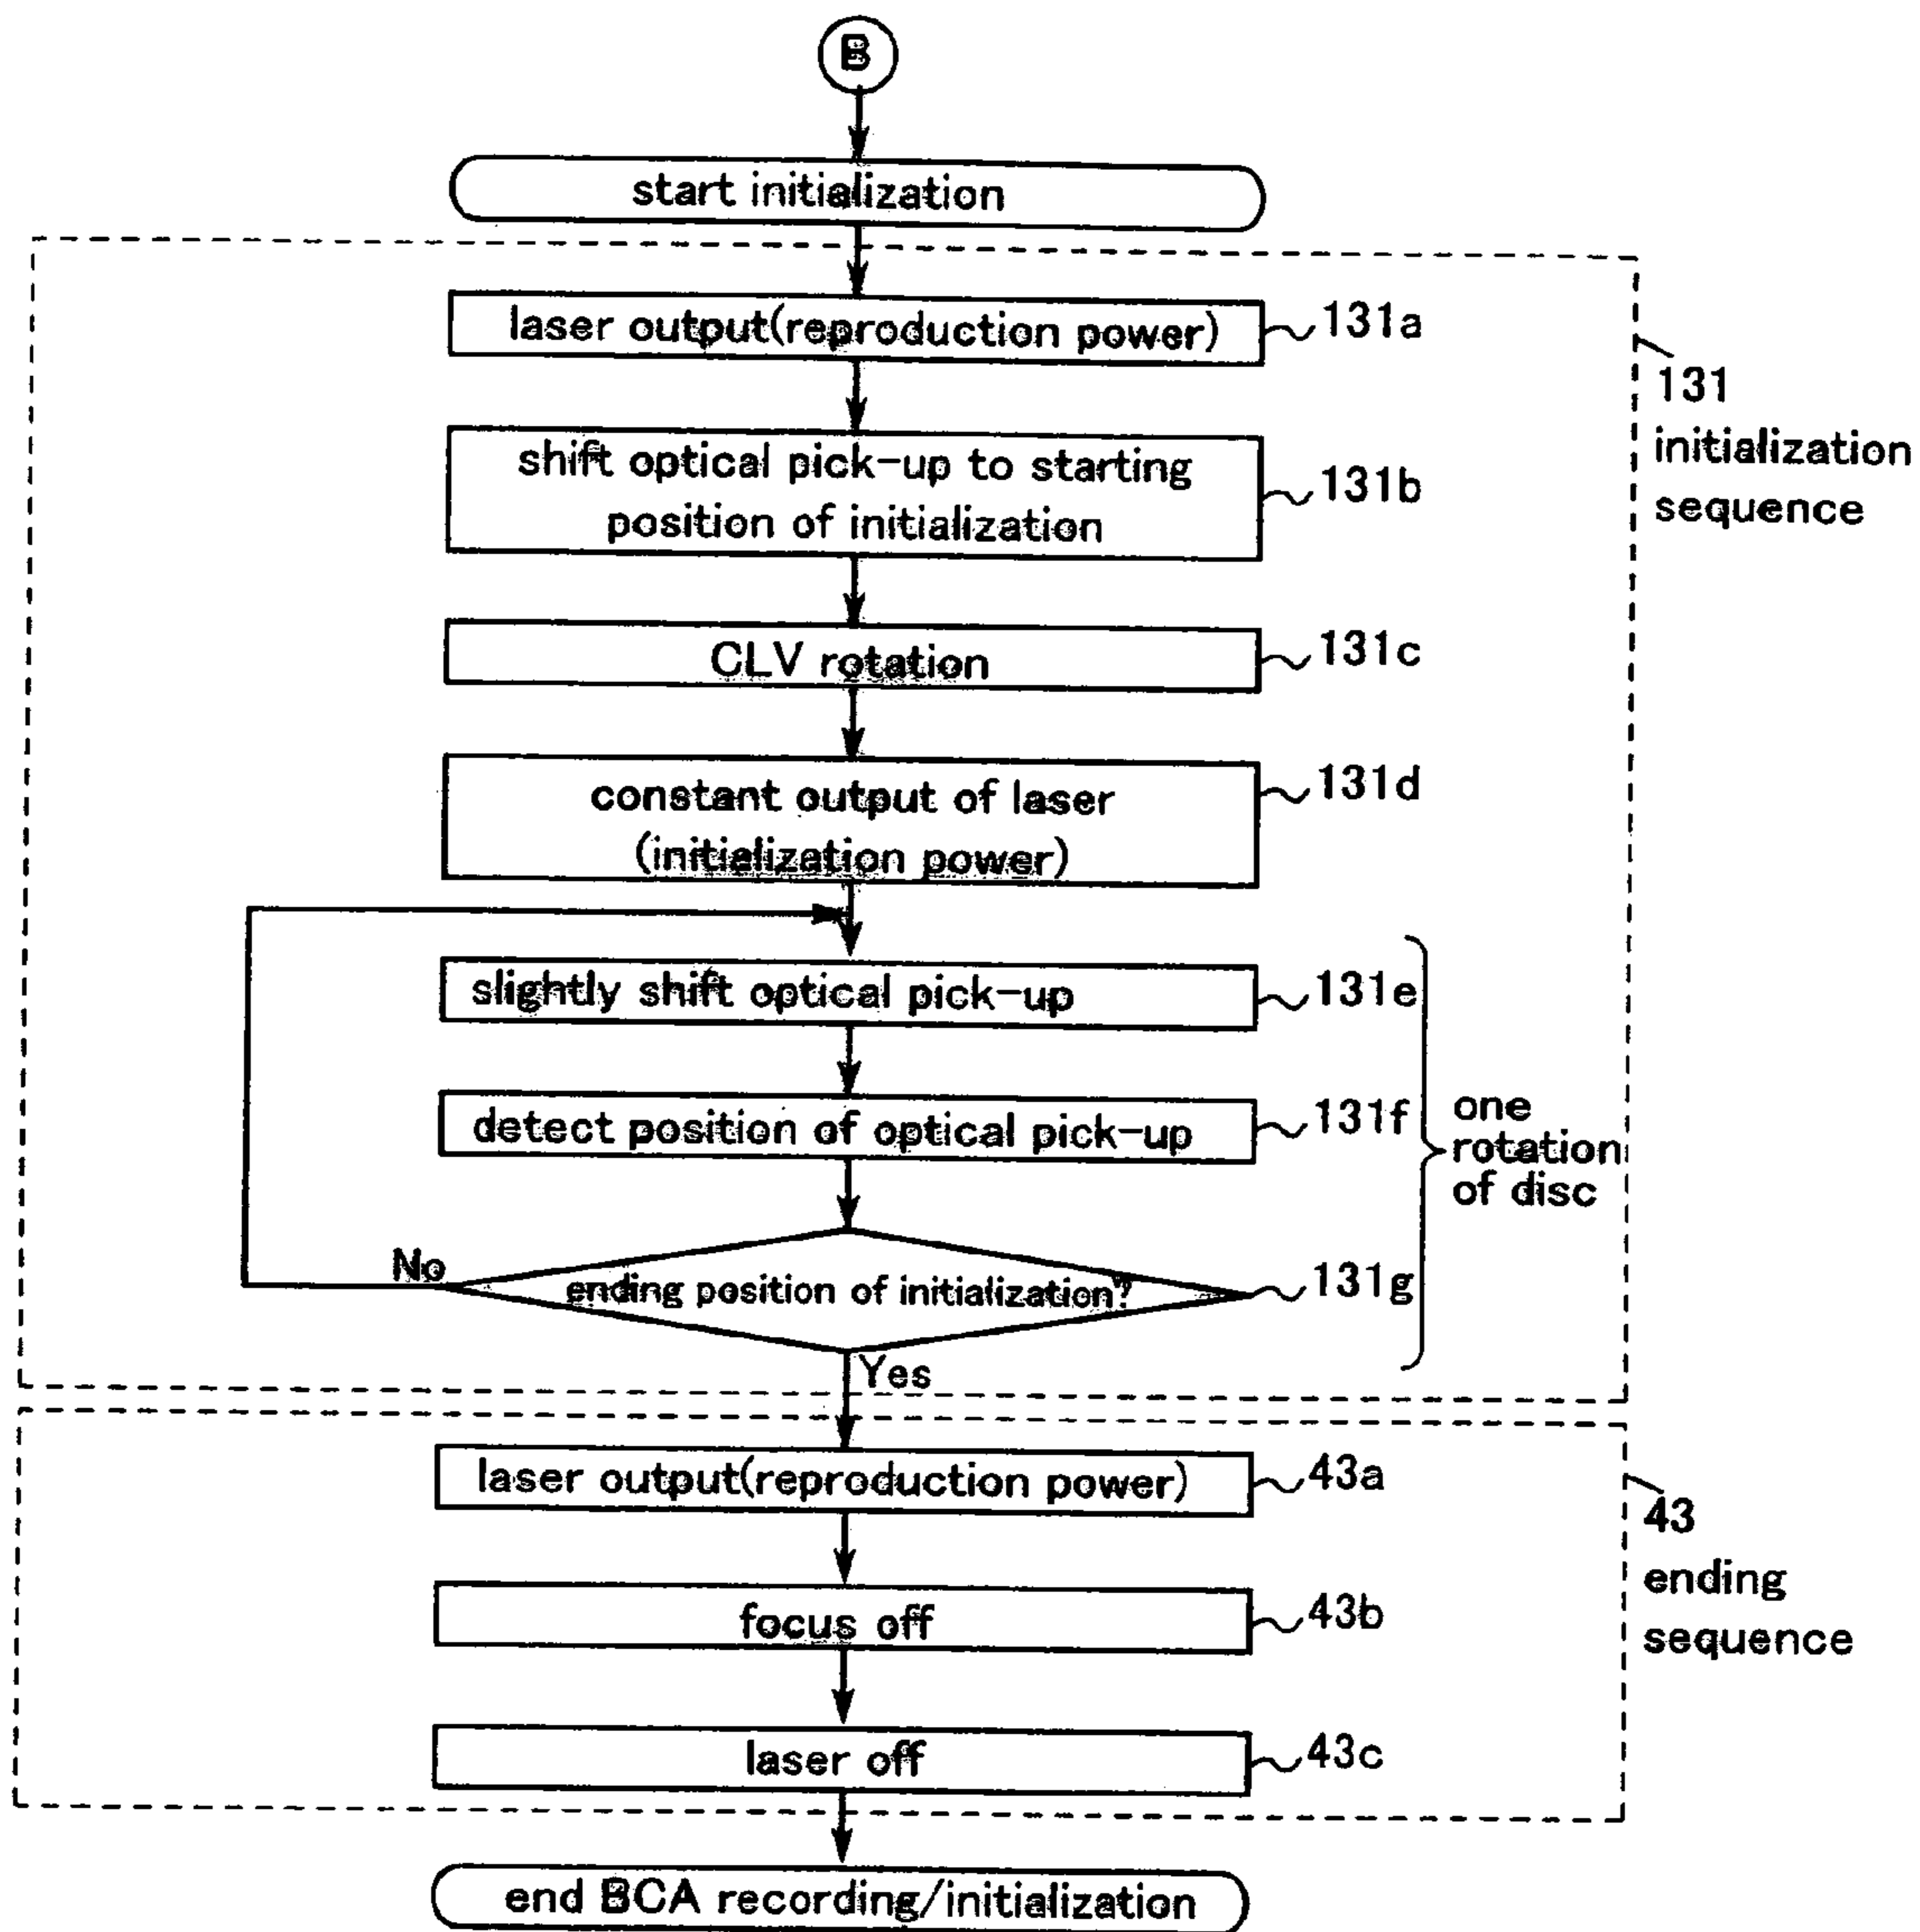 B
start initialization
laser output(reproduction power)
131a
131
initialization
sequence
shift optical pick-up to starting
position of initialization
131b
CLV rotation
131c
constant output of laser
(initialization power)
131d
slightly shift optical pick-up
131e
detect position of optical pick-up
131f
one
rotation
of disc
No
ending position of initialization?
131g
Yes
laser output(reproduction power)
43a
43
ending
sequence
focus off
43b
laser off
43c
end BCA recording/initialization